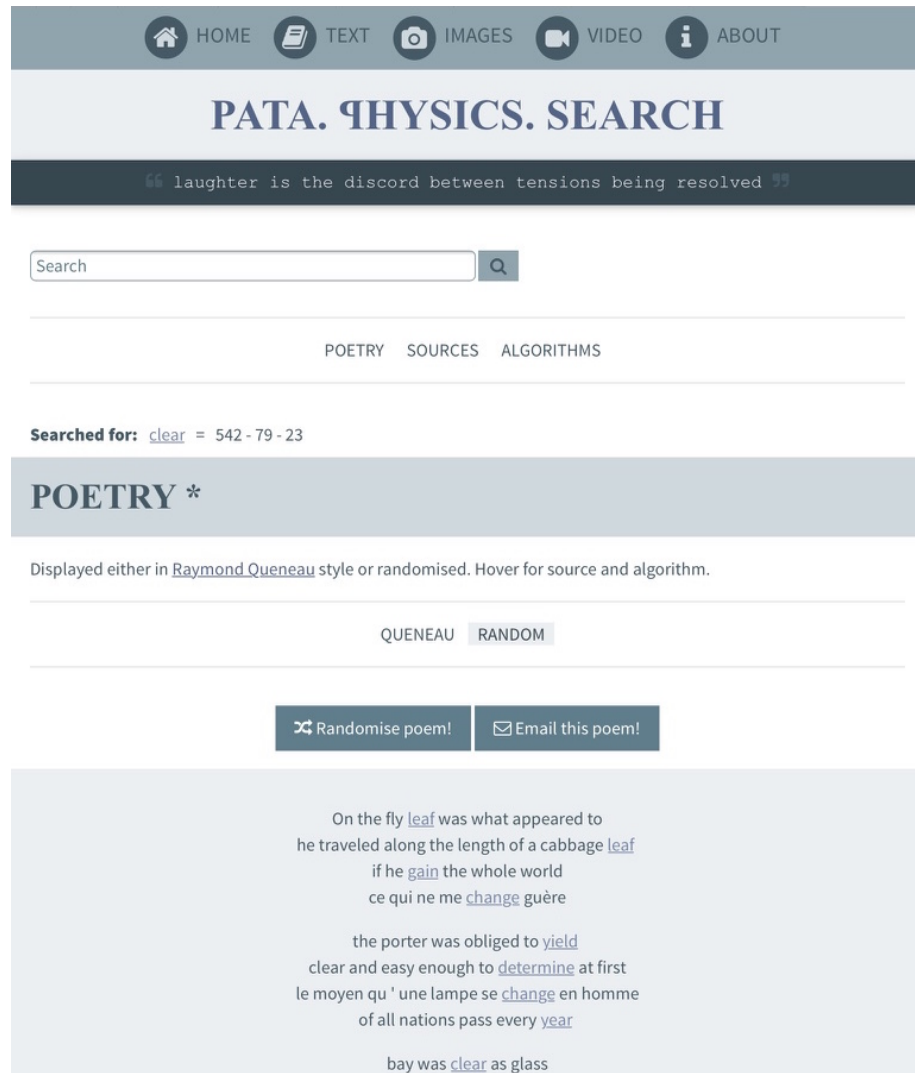 HOME TEXT IMAGES VIDEO ABOUT
PATA. ꟼHYSICS. SEARCH
“ laughter is the discord between tensions being resolved ”
Search
POETRY SOURCES ALGORITHMS
Searched for: clear = 542 - 79 - 23
POETRY *
Displayed either in Raymond Queneau style or randomised. Hover for source and algorithm.
QUENEAU RANDOM
Randomise poem! Email this poem!
On the fly leaf was what appeared to
he traveled along the length of a cabbage leaf
if he gain the whole world
ce qui ne me change guère
the porter was obliged to yield
clear and easy enough to determine at first
le moyen qu ' une lampe se change en homme
of all nations pass every year
bay was clear as glass